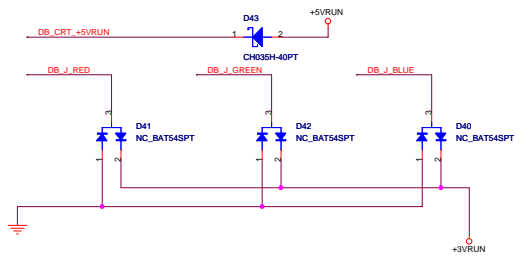 D43
+5VRUN
DB_CRT_+5VRUN
1
2
CH035H-40PT
DB_J_RED
DB_J_GREEN
DB_J_BLUE
3
3
3
D41
NC_BAT54SPT
D42
NC_BAT54SPT
D40
NC_BAT54SPT
1
2
1
2
1
2
+3VRUN